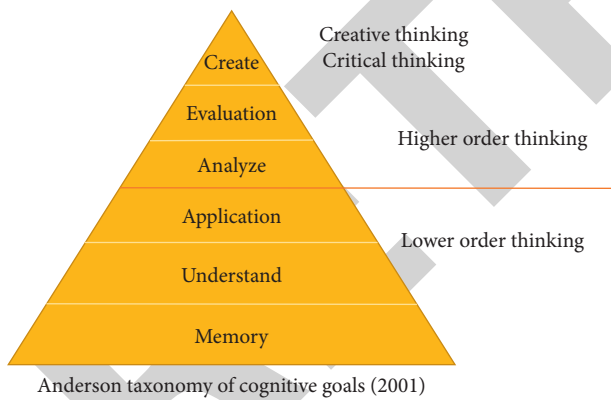 Creative thinking
Critical thinking
Create
Evaluation
Higher order thinking
Analyze
Application
Lower order thinking
Understand
Memory
Anderson taxonomy of cognitive goals (2001)